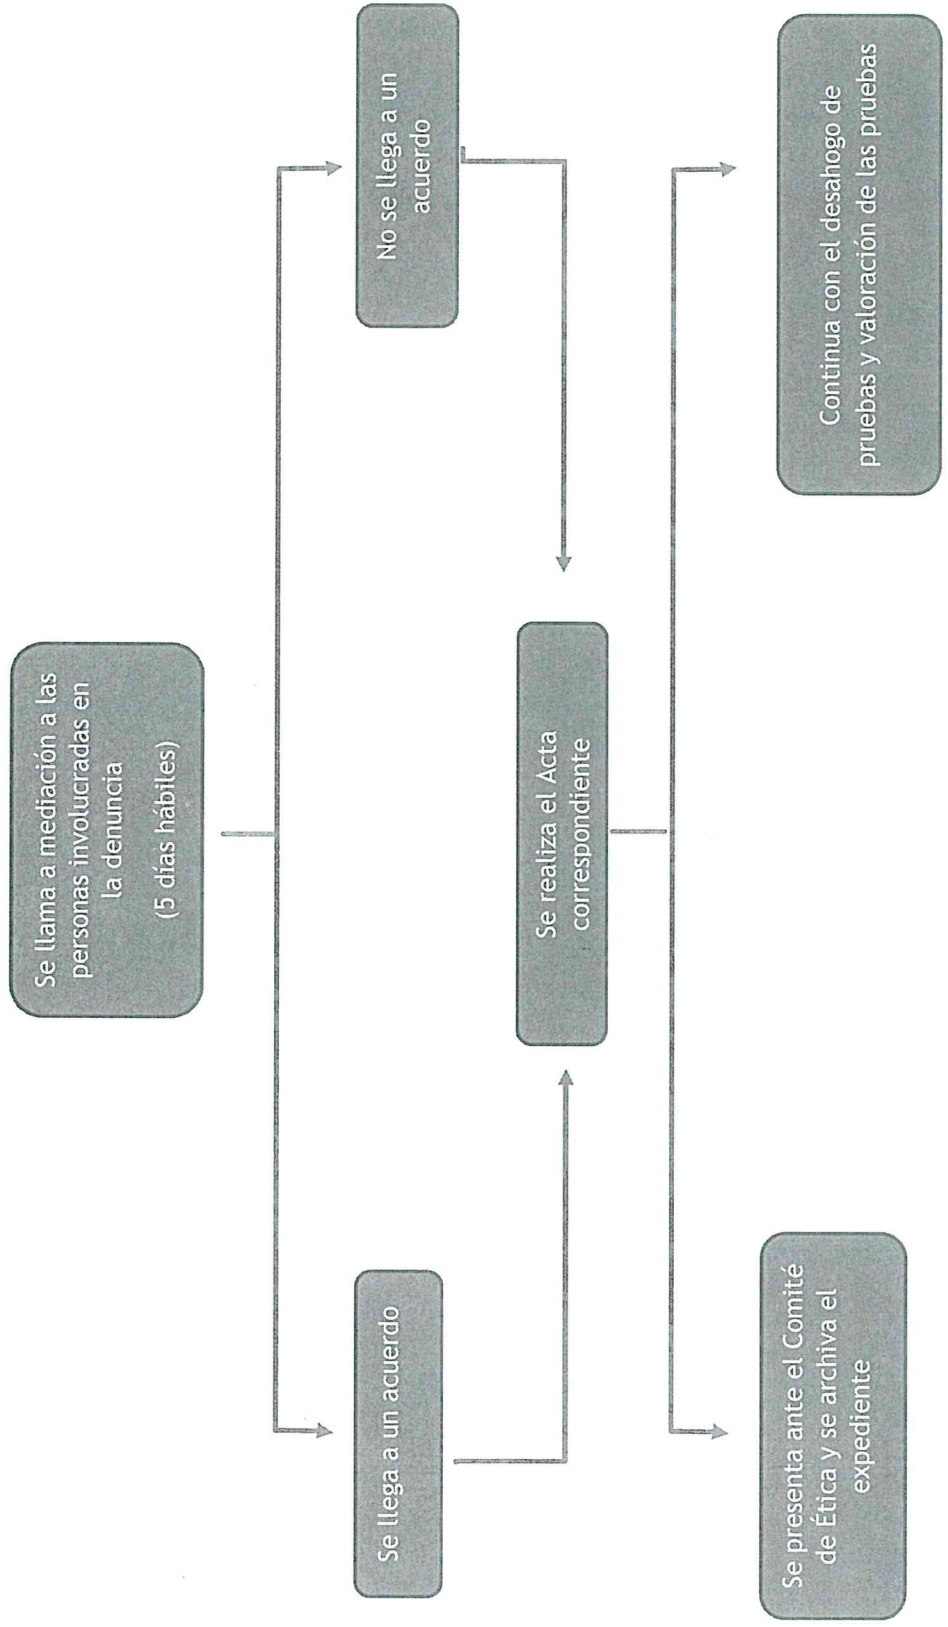 Se llama a mediación a las
personas involucradas en
la denuncia
(5 días hábiles)
Se llega a un acuerdo
No se llega a un
acuerdo
Se realiza el Acta
correspondiente
Se presenta ante el Comité
de Ética y se archiva el
expediente
Continua con el desahogo de
pruebas y valoración de las pruebas